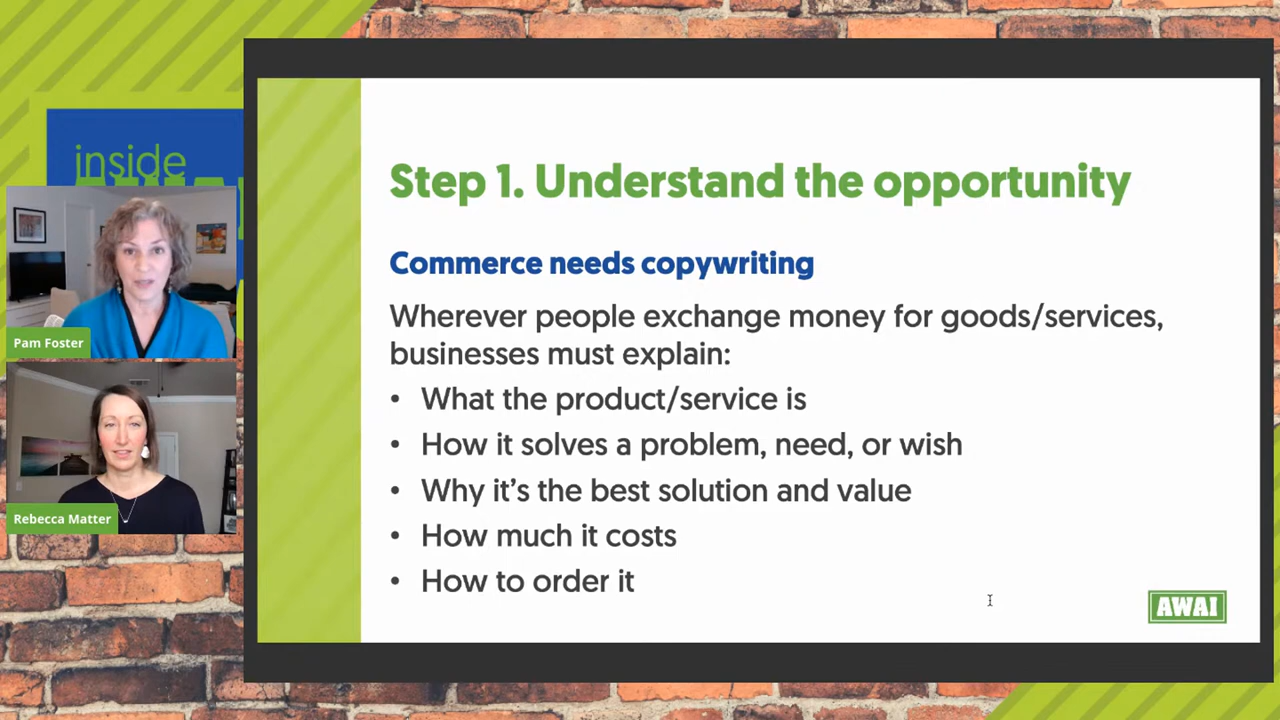 inside
Pam Foster
Rebecca Matter
Step 1. Understand the opportunity
Commerce needs copywriting
Wherever people exchange money for goods/services,
businesses must explain:
• What the product/service is
• How it solves a problem, need, or wish
• Why it's the best solution and value
• How much it costs
• How to order it
AWAI